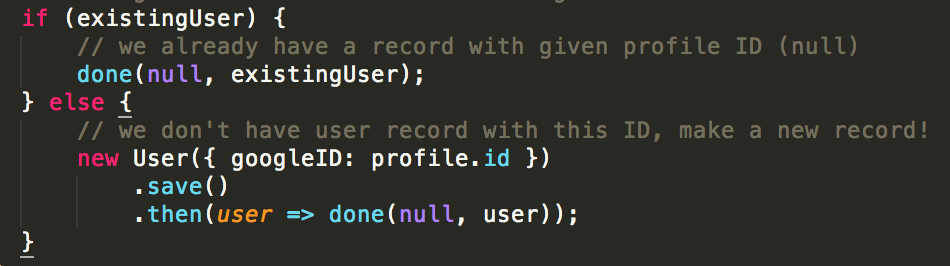 if (existingUser) {
// we already have a record with given profile ID (null)
done(null, existingUser);
} else {
// we don't have user record with this ID, make a new record!
new User({ googleID: profile.id })
.save()
.then(user => done(null, user));
}